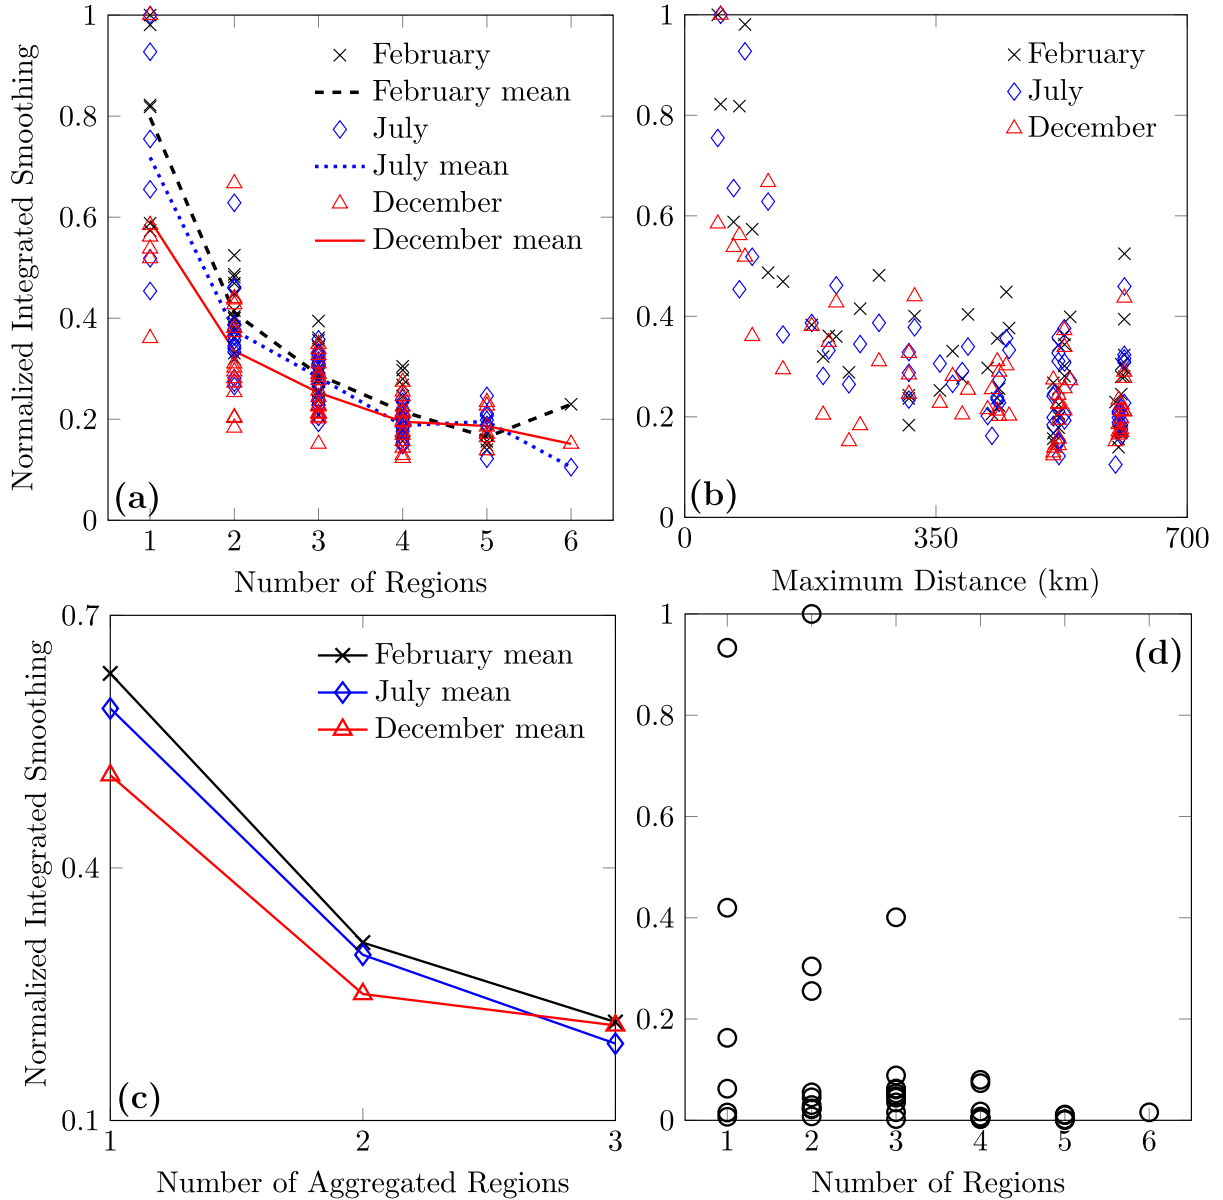 Normalized Integrated Smoothing
1
0.8
0.6
0.4
0.2
0
February
February mean
July
July mean
December
December mean
(a)
1 2 3 4 5 6
Number of Regions
1
0.8
0.6
0.4
0.2
0
February
July
December
(b)
0 350 700
Maximum Distance (km)
Normalized Integrated Smoothing
0.7
0.4
0.1
February mean
July mean
December mean
(c)
1 2 3
Number of Aggregated Regions
1
0.8
0.6
0.4
0.2
0
(d)
1 2 3 4 5 6
Number of Regions